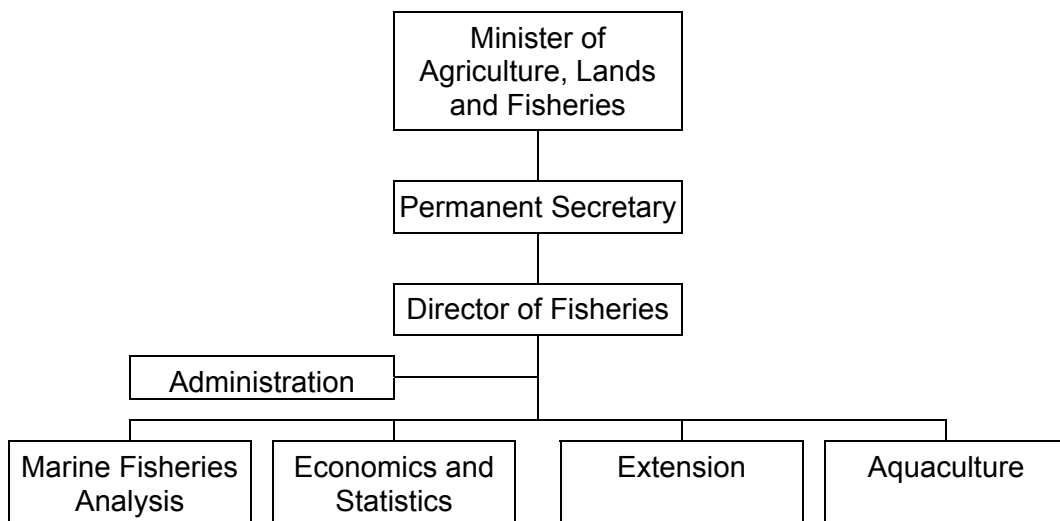 Minister of
Agriculture, Lands
and Fisheries
Permanent Secretary
Director of Fisheries
Administration
Marine Fisheries
Analysis
Economics and
Statistics
Extension
Aquaculture